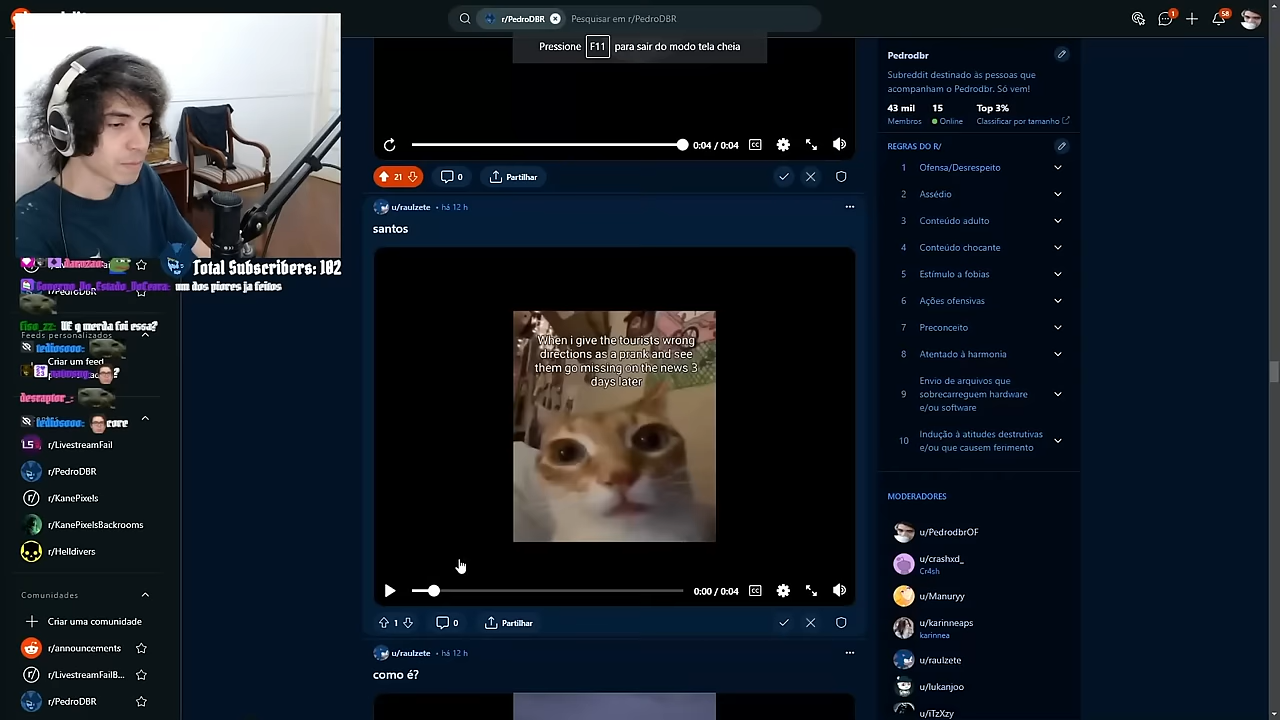 r/PedroDBR
Pesquisar em r/PedroDBR
1
58
Pressione F11 para sair do modo tela cheia
0:04 / 0:04
21
0
Partilhar
u/raulzete • há 12 h
santos
When i give the tourists wrong
directions as a prank and see
them go missing on the news 3
days later
0:00 / 0:04
1
0
Partilhar
u/raulzete • há 12 h
como é?
Total Subscribers: 102
um dos piores ja feitos
r/PedroDBR
UE q merda foi essa?
Feeds personalizados
Criar um feed
?
core
r/LivestreamFail
r/PedroDBR
r/KanePixels
r/KanePixelsBackrooms
r/Helldivers
Comunidades
Criar uma comunidade
r/announcements
r/LivestreamFailB...
r/PedroDBR
Pedrodbr
Subreddit destinado às pessoas que
acompanham o Pedrodbr. Só vem!
43 mil
15
Top 3%
Membros
Online
Classificar por tamanho
REGRAS DO R/
1 Ofensa/Desrespeito
2 Assédio
3 Conteúdo adulto
4 Conteúdo chocante
5 Estímulo a fobias
6 Ações ofensivas
7 Preconceito
8 Atentado à harmonia
9 Envio de arquivos que
sobrecarreguem hardware
e/ou software
10 Indução à atitudes destrutivas
e/ou que causem ferimento
MODERADORES
u/PedrodbrOF
u/crashxd_
Cr4sh
u/Manuryy
u/karinneaps
karinnea
u/raulzete
u/lukanjoo
u/iTzXzy